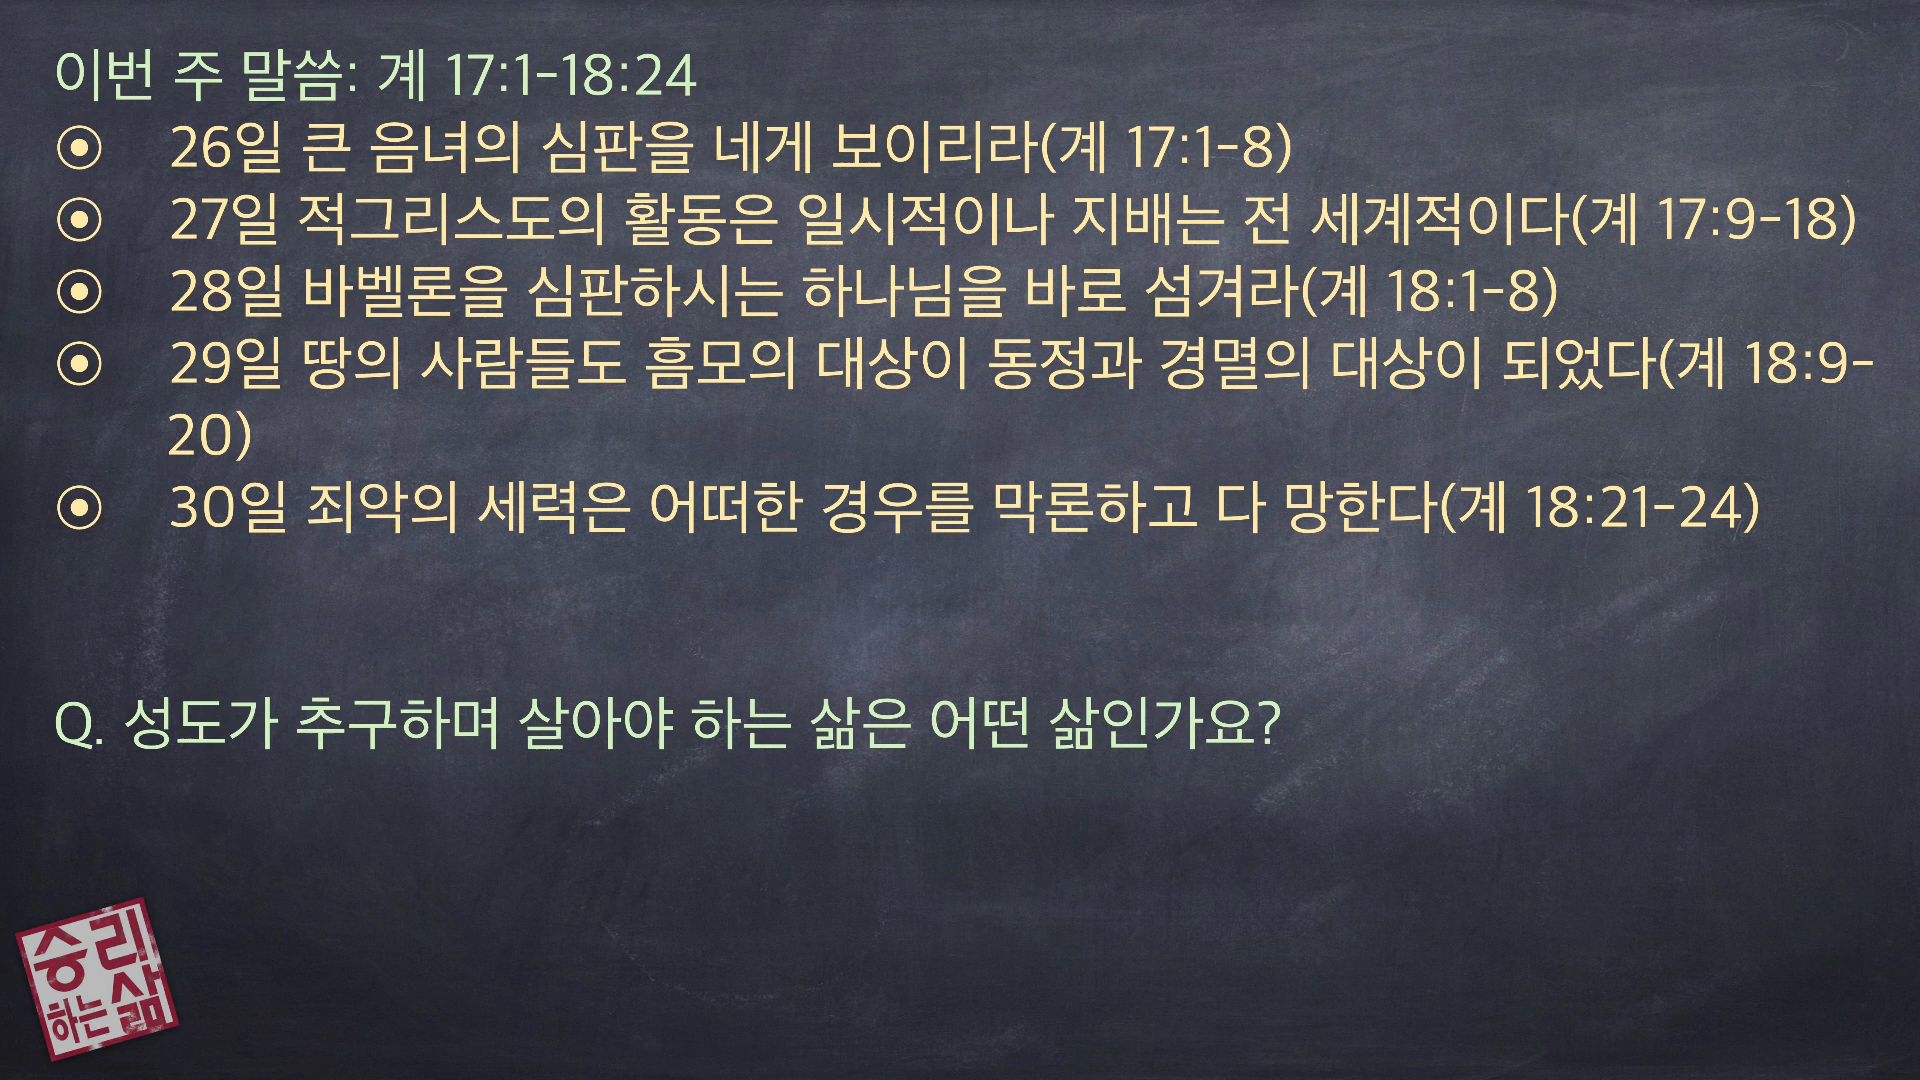 이번 주 말씀: 계 17:1-18:24
⦿ 26일 큰 음녀의 심판을 네게 보이리라(계 17:1-8)
⦿ 27일 적그리스도의 활동은 일시적이나 지배는 전 세계적이다(계 17:9-18)
⦿ 28일 바벨론을 심판하시는 하나님을 바로 섬겨라(계 18:1-8)
⦿ 29일 땅의 사람들도 흠모의 대상이 동정과 경멸의 대상이 되었다(계 18:9-
20)
⦿ 30일 죄악의 세력은 어떠한 경우를 막론하고 다 망한다(계 18:21-24)
Q. 성도가 추구하며 살아야 하는 삶은 어떤 삶인가요?
승리
하는 삶